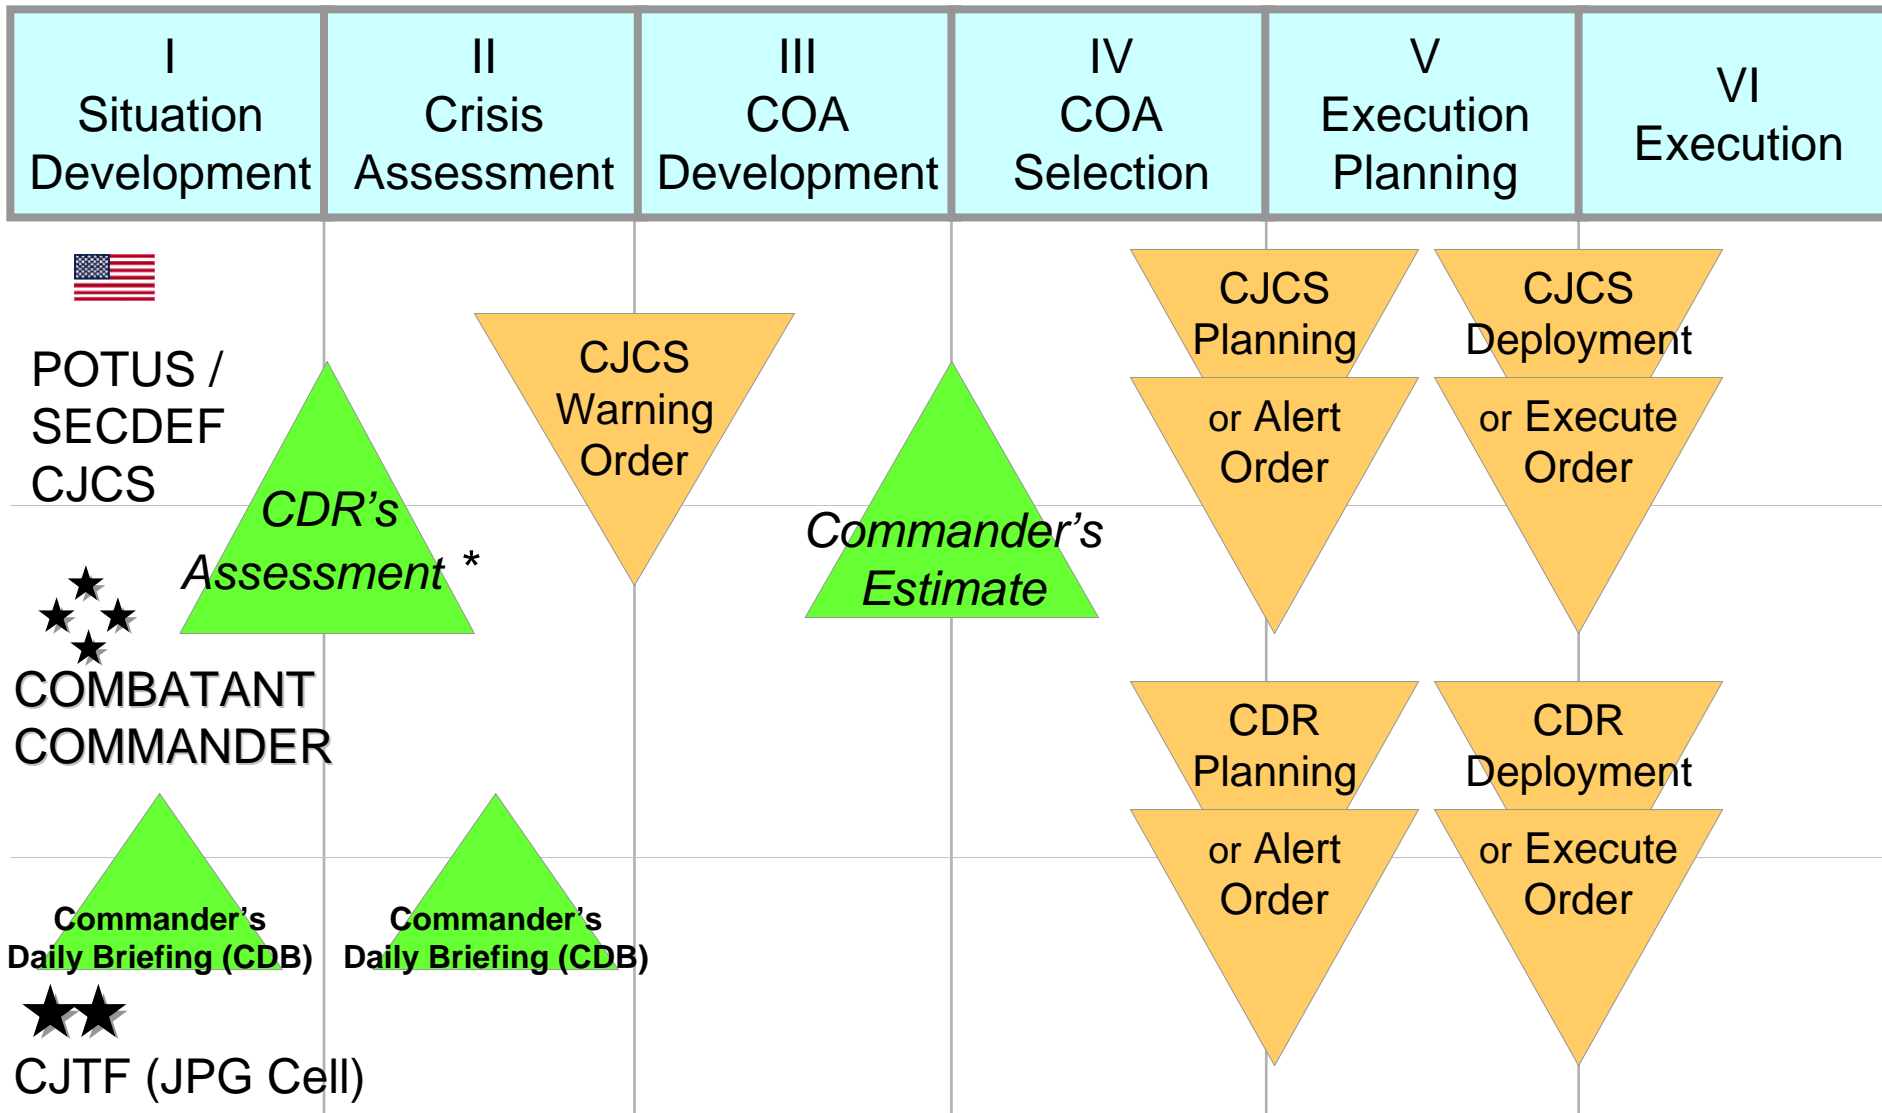 I
Situation
Development
II
Crisis
Assessment
III
COA
Development
IV
COA
Selection
V
Execution
Planning
VI
Execution
POTUS /
SECDEF
CJCS
CDR's
Assessment *
CJCS
Warning
Order
Commander's
Estimate
CJCS
Planning
or Alert
Order
CJCS
Deployment
or Execute
Order
COMBATANT
COMMANDER
CDR
Planning
or Alert
Order
CDR
Deployment
or Execute
Order
Commander's
Daily Briefing (CDB)
Commander's
Daily Briefing (CDB)
CJTF (JPG Cell)